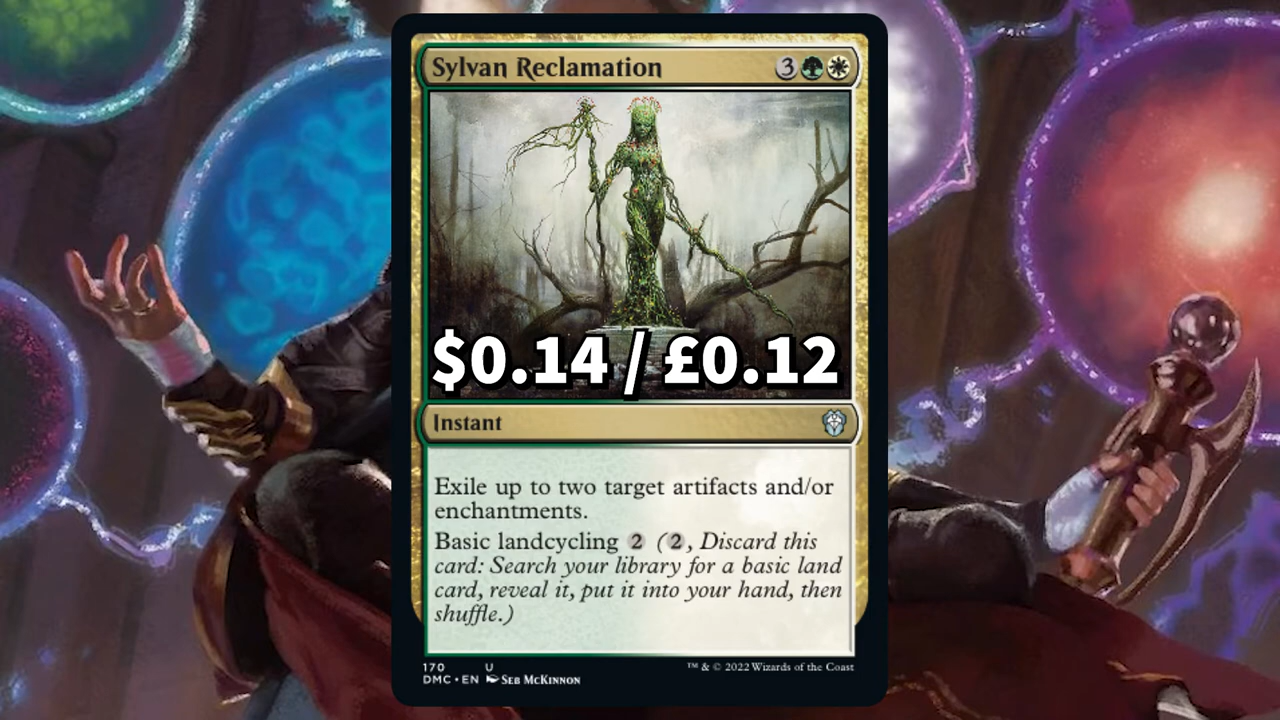 Sylvan Reclamation 3
$0.14 / £0.12
Instant
Exile up to two target artifacts and/or
enchantments.
Basic landcycling 2 (2, Discard this
card: Search your library for a basic land
card, reveal it, put it into your hand, then
shuffle.)
170 U
DMC • EN Seb McKinnon
™ & © 2022 Wizards of the Coast